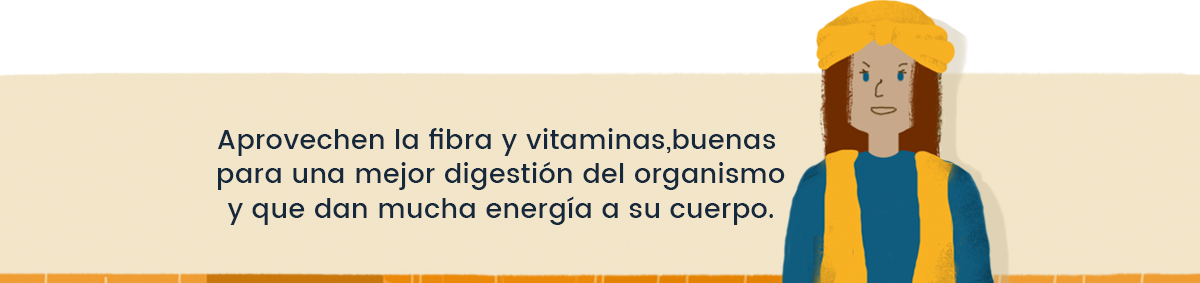 Aprovechen la fibra y vitaminas,buenas
para una mejor digestión del organismo
y que dan mucha energía a su cuerpo.